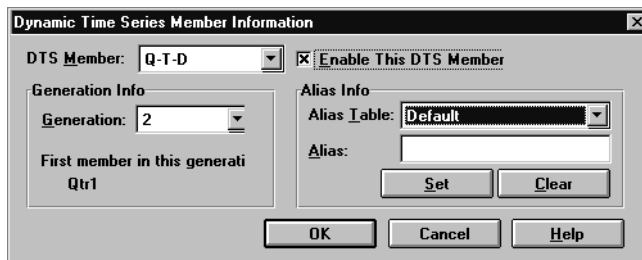 Dynamic Time Series Member Information
DTS Member: Q-T-D Enable This DTS Member
Generation Info
Generation: 2
First member in this generati
Qtr1
Alias Info
Alias Table: Default
Alias:
Set Clear
OK Cancel Help